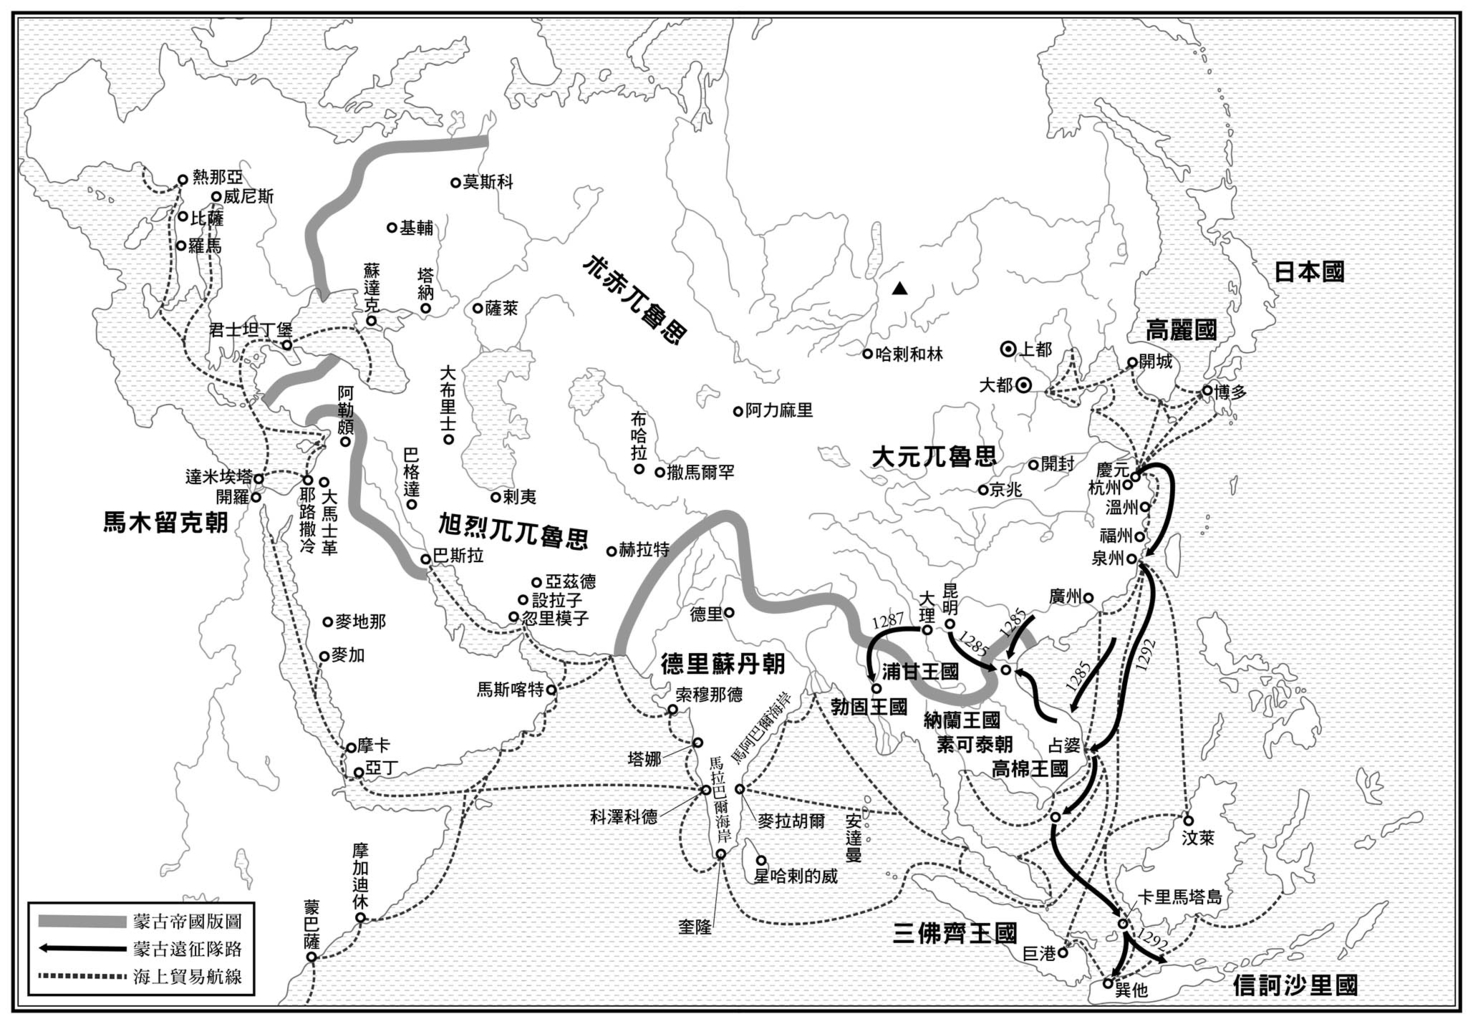 熱那亞
威尼斯
比薩
羅馬
莫斯科
基輔
蘇達克
塔納
薩萊
朮赤兀魯思
君士坦丁堡
阿勒頗
大布里士
布哈拉
撒馬爾罕
阿力麻里
哈剌和林
上都
大都
日本國
高麗國
開城
博多
大元兀魯思
開封
京兆
慶元
杭州
溫州
福州
泉州
廣州
達米埃塔
開羅
馬木留克朝
耶路撒冷
大馬士革
巴格達
巴斯拉
剌夷
旭烈兀兀魯思
赫拉特
亞茲德
設拉子
忽里模子
麥地那
麥加
馬斯喀特
摩卡
亞丁
德里
德里蘇丹朝
索穆那德
塔娜
馬拉巴爾海岸
馬阿巴爾海岸
科澤科德
麥拉胡爾
安達曼
星哈剌的威
奎隆
大理
昆明
1287
1285
1285
1285
1292
蒲甘王國
勃固王國
納蘭王國
素可泰朝
高棉王國
占婆
汶萊
卡里馬塔島
三佛齊王國
巨港
1292
巽他
信訶沙里國
摩加迪休
蒙巴薩
蒙古帝國版圖
蒙古遠征隊路
海上貿易航線